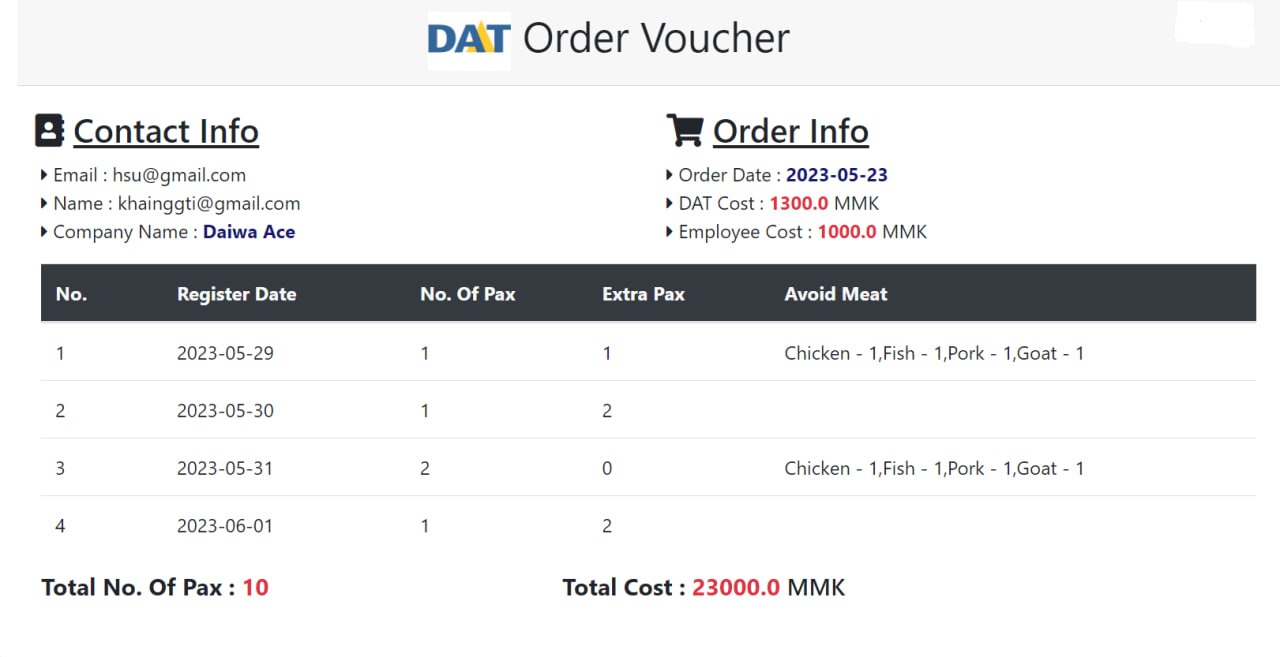 DAT Order Voucher
Contact Info
Email : hsu@gmail.com
Name : khainggti@gmail.com
Company Name : Daiwa Ace
Order Info
Order Date : 2023-05-23
DAT Cost : 1300.0 MMK
Employee Cost : 1000.0 MMK
No. Register Date No. Of Pax Extra Pax Avoid Meat
1 2023-05-29 1 1 Chicken - 1,Fish - 1,Pork - 1,Goat - 1
2 2023-05-30 1 2
3 2023-05-31 2 0 Chicken - 1,Fish - 1,Pork - 1,Goat - 1
4 2023-06-01 1 2
Total No. Of Pax : 10 Total Cost : 23000.0 MMK